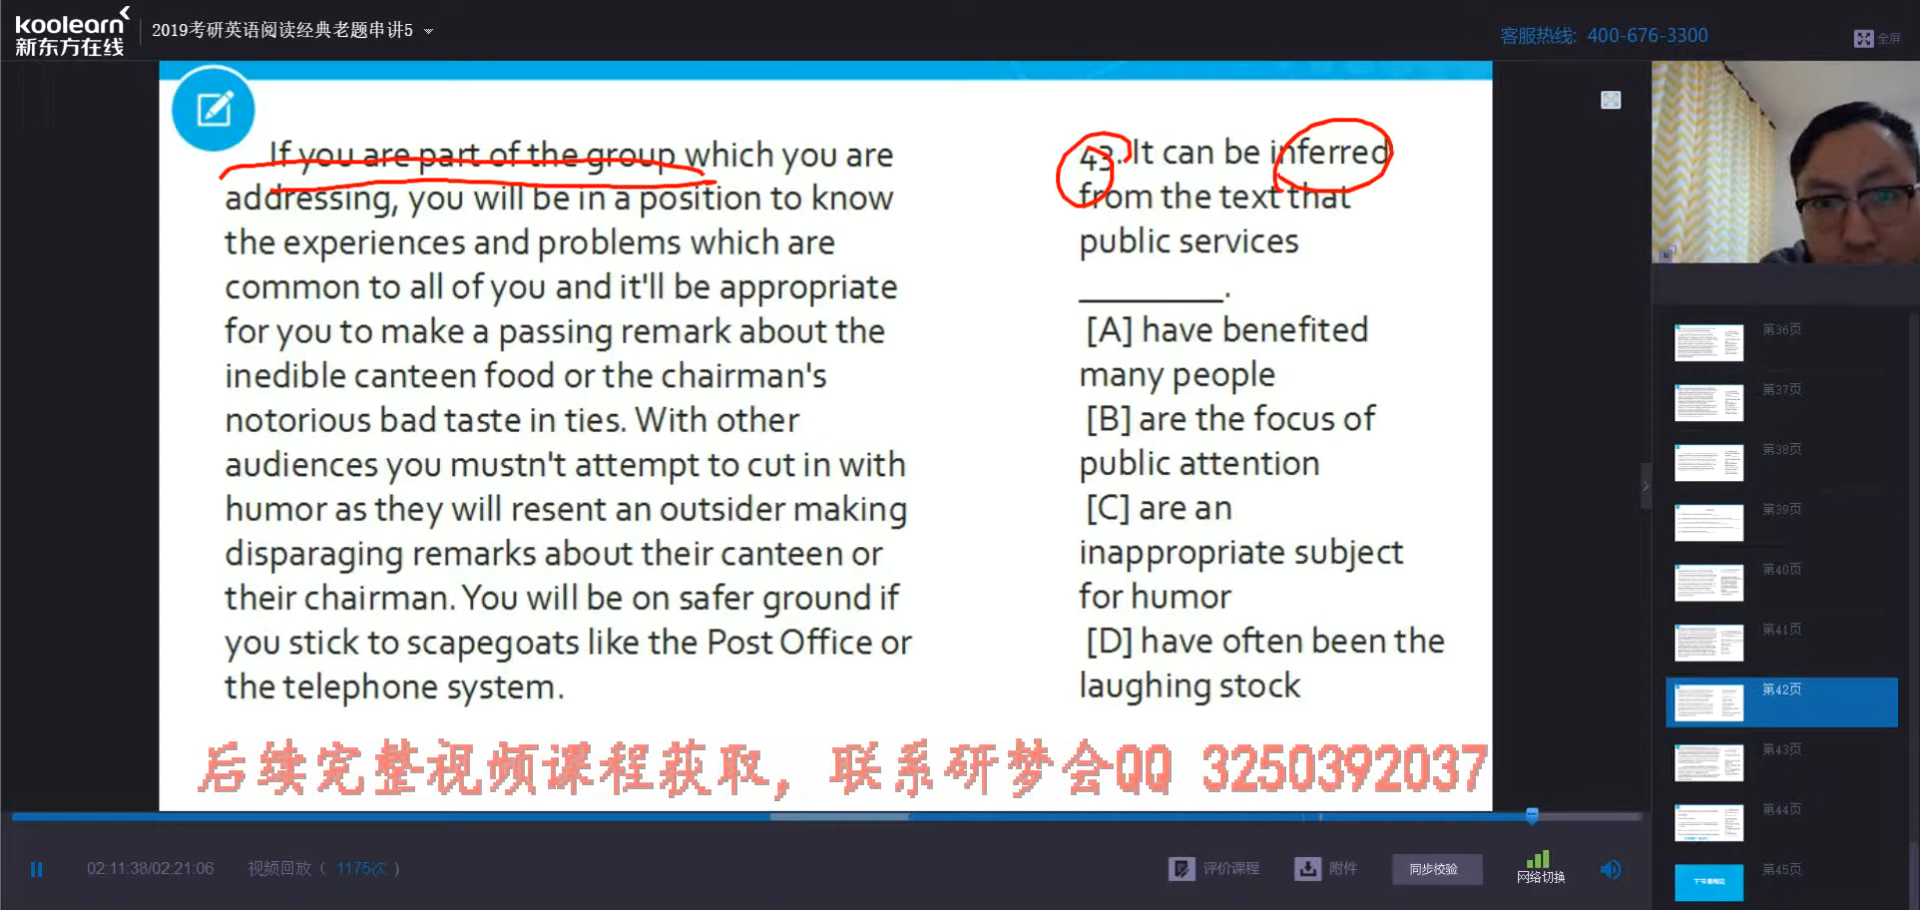 koolearn
新东方在线
2019考研英语阅读经典老题串讲5
客服热线: 400-676-3300
全屏
If you are part of the group which you are
addressing, you will be in a position to know
the experiences and problems which are
common to all of you and it'll be appropriate
for you to make a passing remark about the
inedible canteen food or the chairman's
notorious bad taste in ties. With other
audiences you mustn't attempt to cut in with
humor as they will resent an outsider making
disparaging remarks about their canteen or
their chairman. You will be on safer ground if
you stick to scapegoats like the Post Office or
the telephone system.
43. It can be inferred
from the text that
public services
________.
[A] have benefited
many people
[B] are the focus of
public attention
[C] are an
inappropriate subject
for humor
[D] have often been the
laughing stock
后续完整视频课程获取，联系研梦会QQ 3250392037
第36页
第37页
第38页
第39页
第40页
第41页
第42页
第43页
第44页
第45页
02:11:38/02:21:06
视频回放（ 1175次 ）
评价课程
附件
同步校验
网络切换